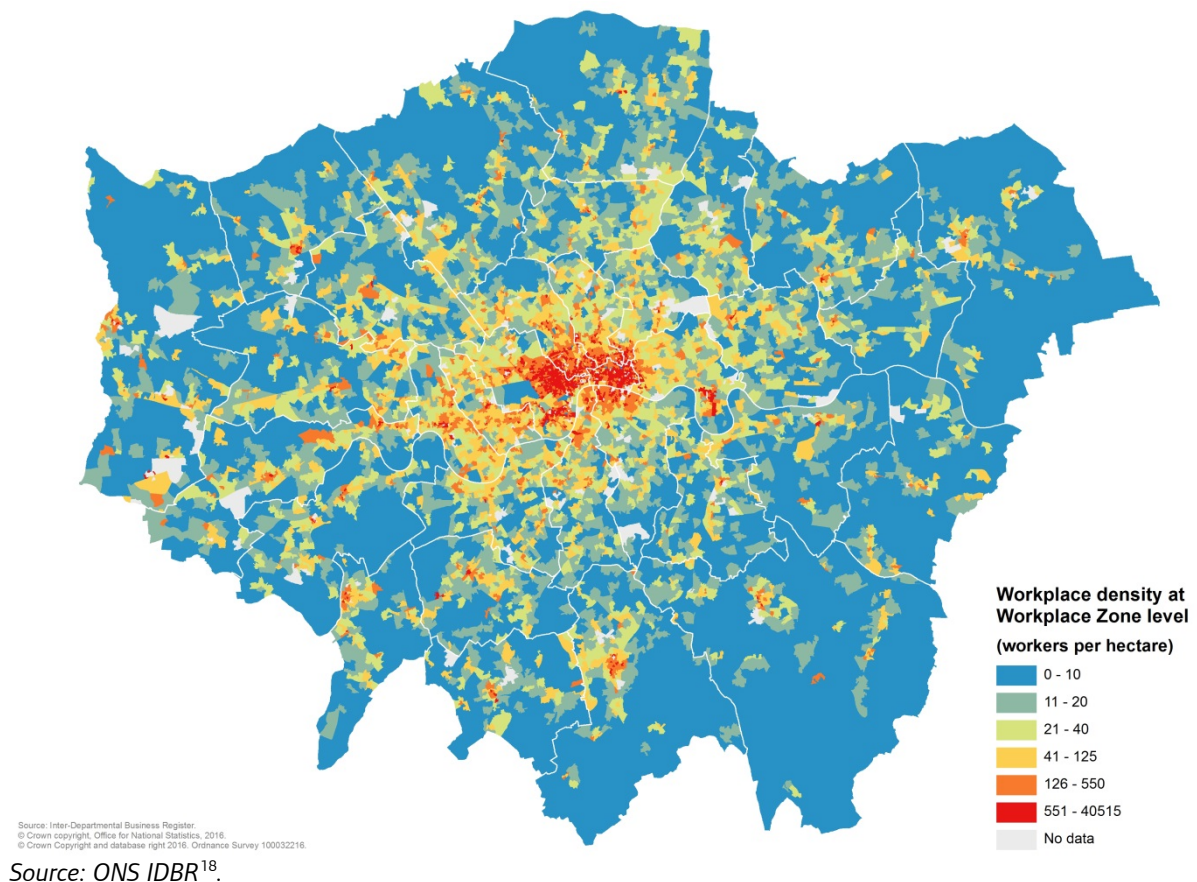 Workplace density at
Workplace Zone level
(workers per hectare)
0 - 10
11 - 20
21 - 40
41 - 125
126 - 550
551 - 40515
No data
Source: Inter-Departmental Business Register.
© Crown copyright, Office for National Statistics, 2016.
© Crown Copyright and database right 2016. Ordnance Survey 100032216.
Source: ONS IDBR18.